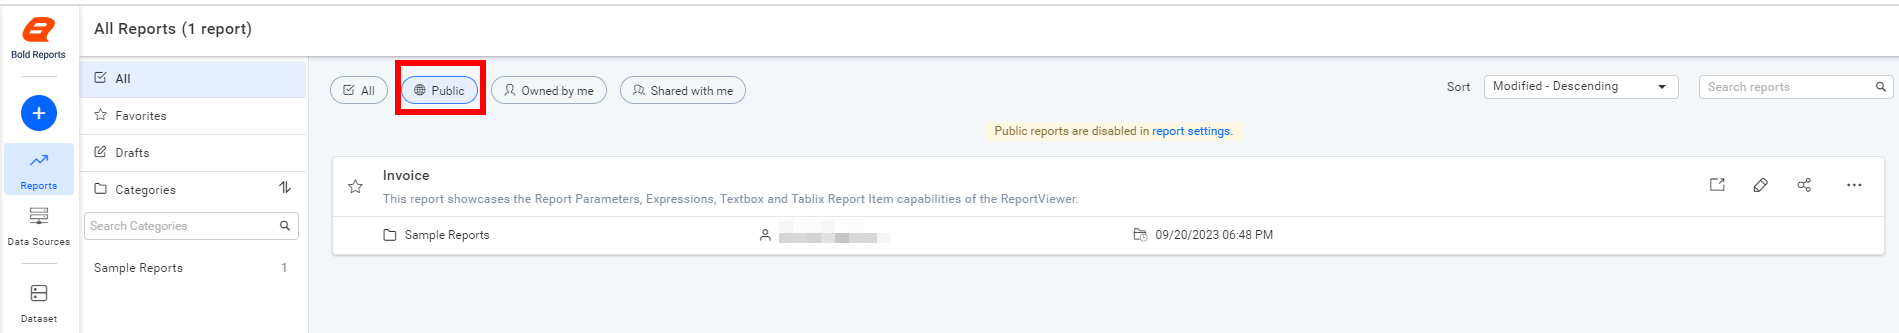 Bold Reports
Reports
Data Sources
Dataset
All Reports (1 report)
All
Favorites
Drafts
Categories
Search Categories
Sample Reports 1
All Public Owned by me Shared with me
Sort Modified - Descending Search reports
Public reports are disabled in report settings.
Invoice
This report showcases the Report Parameters, Expressions, Textbox and Tablix Report Item capabilities of the ReportViewer.
Sample Reports 09/20/2023 06:48 PM